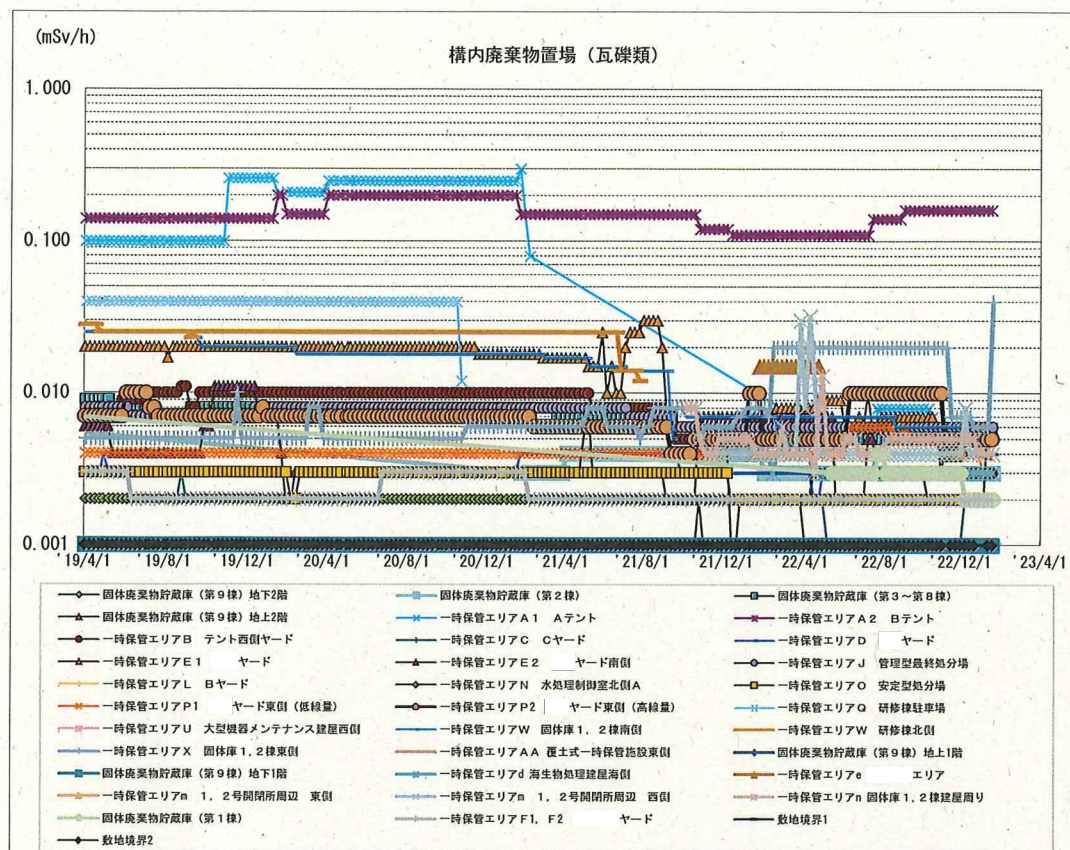 (mSv/h)
構内廃棄物置場（瓦礫類）
1.000
0.100
0.010
0.001
'19/4/1 '19/8/1 '19/12/1 '20/4/1 '20/8/1 '20/12/1 '21/4/1 '21/8/1 '21/12/1 '22/4/1 '22/8/1 '22/12/1 '23/4/1
固体廃棄物貯蔵庫（第９棟）地下2階 固体廃棄物貯蔵庫（第２棟） 固体廃棄物貯蔵庫（第３～第８棟）
固体廃棄物貯蔵庫（第９棟）地上2階 一時保管エリアＡ１　Ａテント 一時保管エリアＡ２　Ｂテント
一時保管エリアＢ　テント西側ヤード 一時保管エリアＣ　Ｃヤード 一時保管エリアＤ　ヤード
一時保管エリアＥ１　ヤード 一時保管エリアＥ２　ヤード南側 一時保管エリアＪ　管理型最終処分場
一時保管エリアＬ　Ｂヤード 一時保管エリアＮ　水処理制御室北側Ａ 一時保管エリアＯ　安定型処分場
一時保管エリアＰ１　ヤード東側（低線量） 一時保管エリアＰ２　ヤード東側（高線量） 一時保管エリアＱ　研修棟駐車場
一時保管エリアＵ　大型機器メンテナンス建屋西側 一時保管エリアＷ　固体庫１，２棟南側 一時保管エリアＷ　研修棟北側
一時保管エリアＸ　固体庫１，２棟東側 一時保管エリアＡＡ 覆土式一時保管施設東側 固体廃棄物貯蔵庫（第９棟）地上1階
固体廃棄物貯蔵庫（第９棟）地下1階 一時保管エリアｄ 海生物処理建屋海側 一時保管エリアｅ　エリア
一時保管エリアｍ　１，２号開閉所周辺　東側 一時保管エリアｍ　１，２号開閉所周辺　西側 一時保管エリアｎ 固体庫１，２棟建屋周り
固体廃棄物貯蔵庫（第１棟） 一時保管エリアＦ１，Ｆ２　ヤード 敷地境界1
敷地境界2